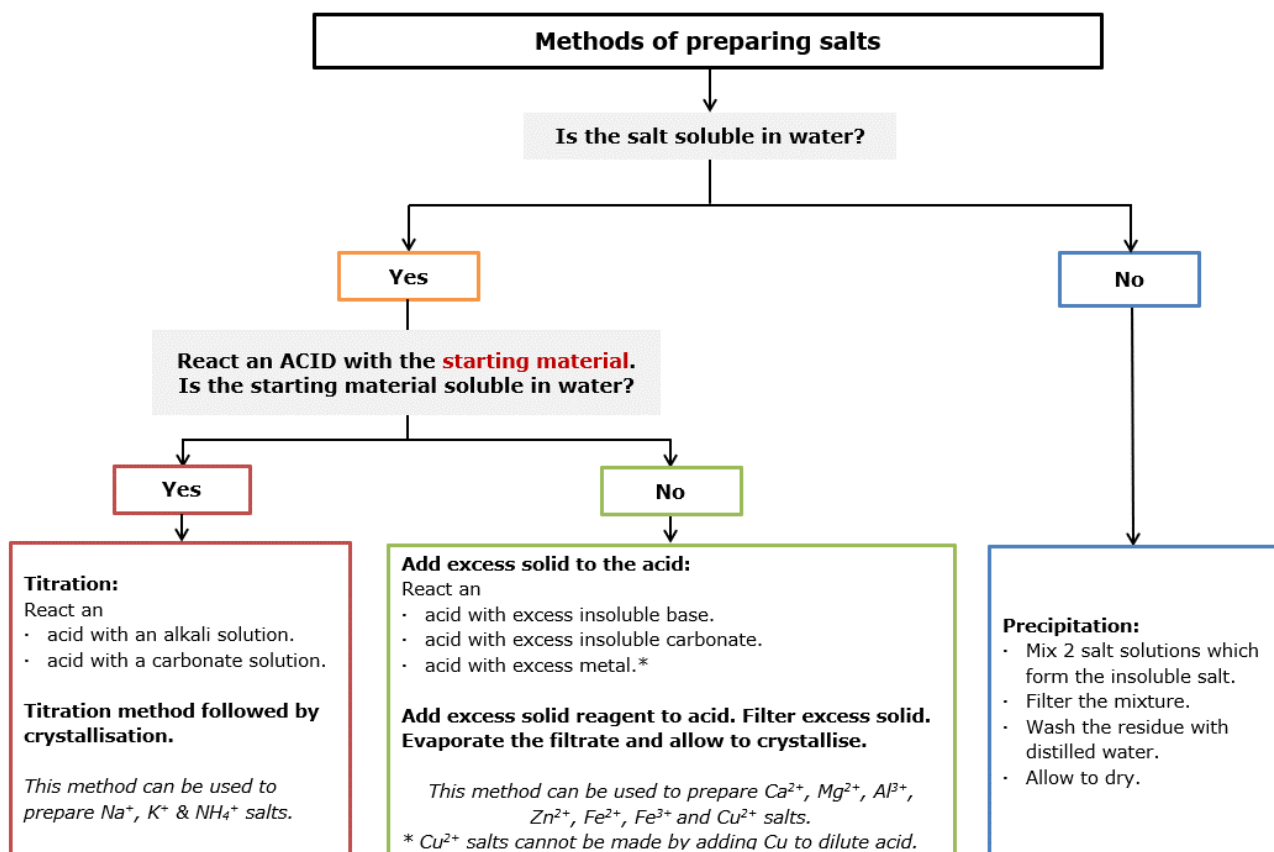 Methods of preparing salts
Is the salt soluble in water?
Yes
No
React an ACID with the starting material.
Is the starting material soluble in water?
Yes
No
Titration:
React an
· acid with an alkali solution.
· acid with a carbonate solution.
Titration method followed by
crystallisation.
This method can be used to
prepare Na⁺, K⁺ & NH₄⁺ salts.
Add excess solid to the acid:
React an
· acid with excess insoluble base.
· acid with excess insoluble carbonate.
· acid with excess metal.*
Add excess solid reagent to acid. Filter excess solid.
Evaporate the filtrate and allow to crystallise.
This method can be used to prepare Ca²⁺, Mg²⁺, Al³⁺,
Zn²⁺, Fe²⁺, Fe³⁺ and Cu²⁺ salts.
* Cu²⁺ salts cannot be made by adding Cu to dilute acid.
Precipitation:
· Mix 2 salt solutions which
form the insoluble salt.
· Filter the mixture.
· Wash the residue with
distilled water.
· Allow to dry.